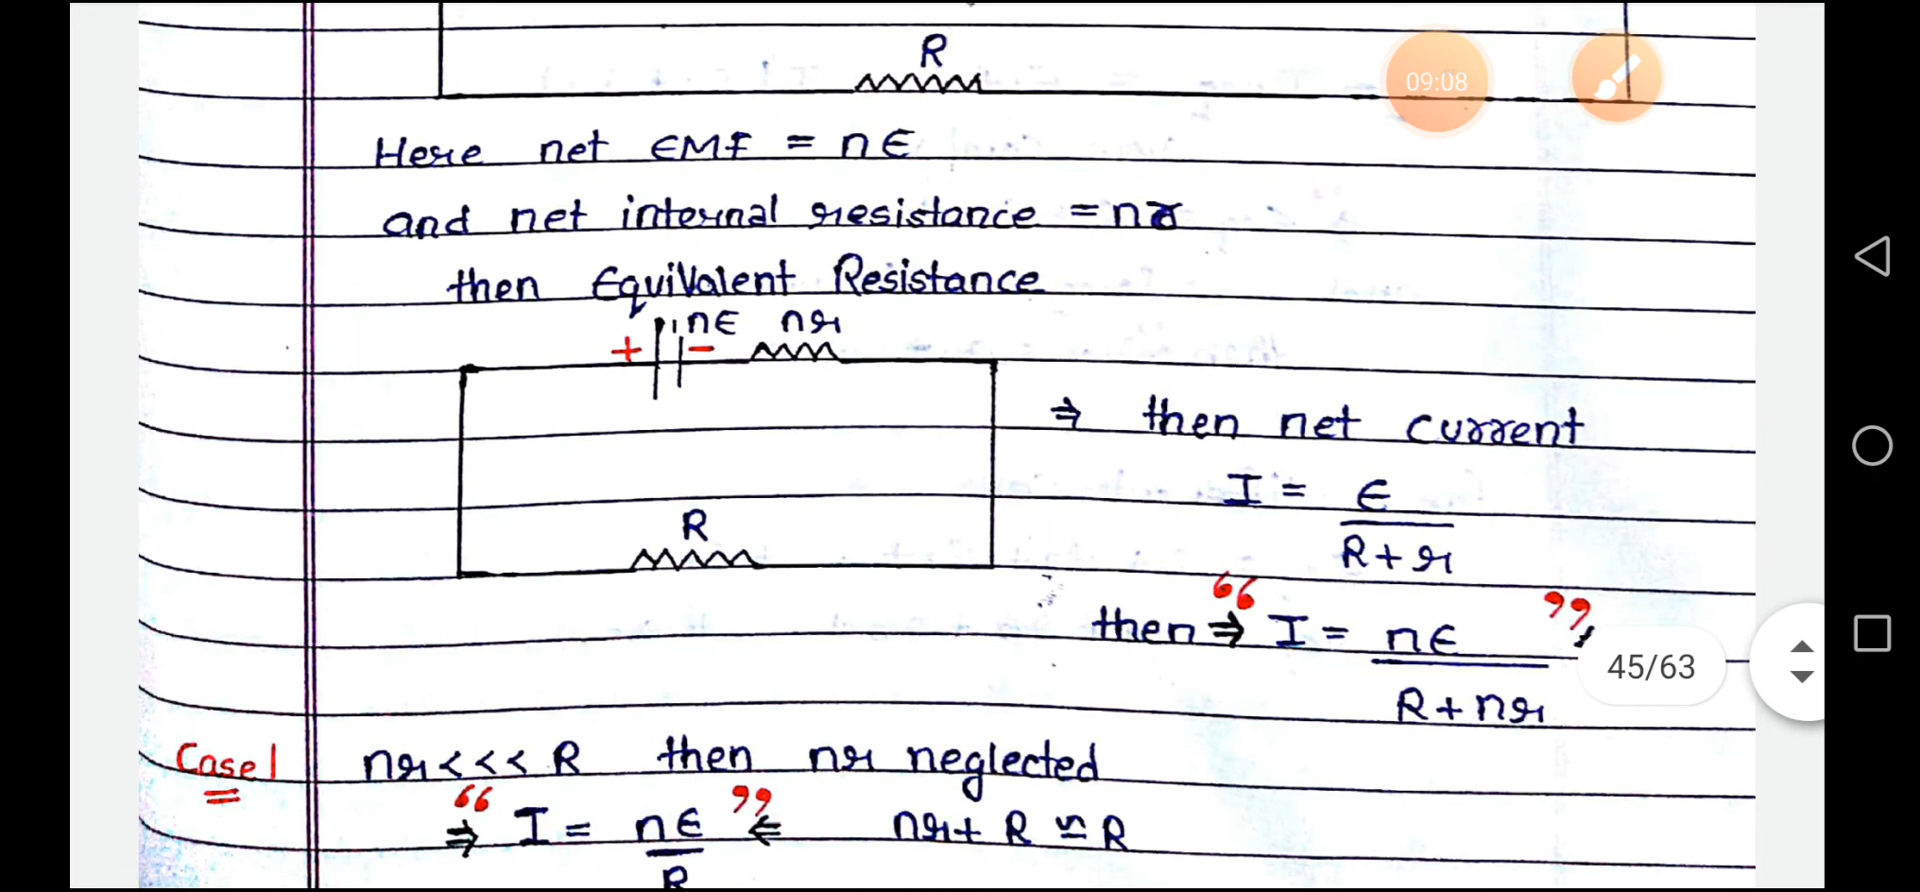 R
09:08
Here net EMF = nE
and net internal resistance = nr
then Equivalent Resistance
nE nr
+ -
⇒ then net current
I = E
R + r
R
then ⇒ “ I = nE ”
45/63
R + nr
Case 1 nr <<< R then nr neglected
“ ⇒ I = nE ” ⇐ nr + R ≌ R
R